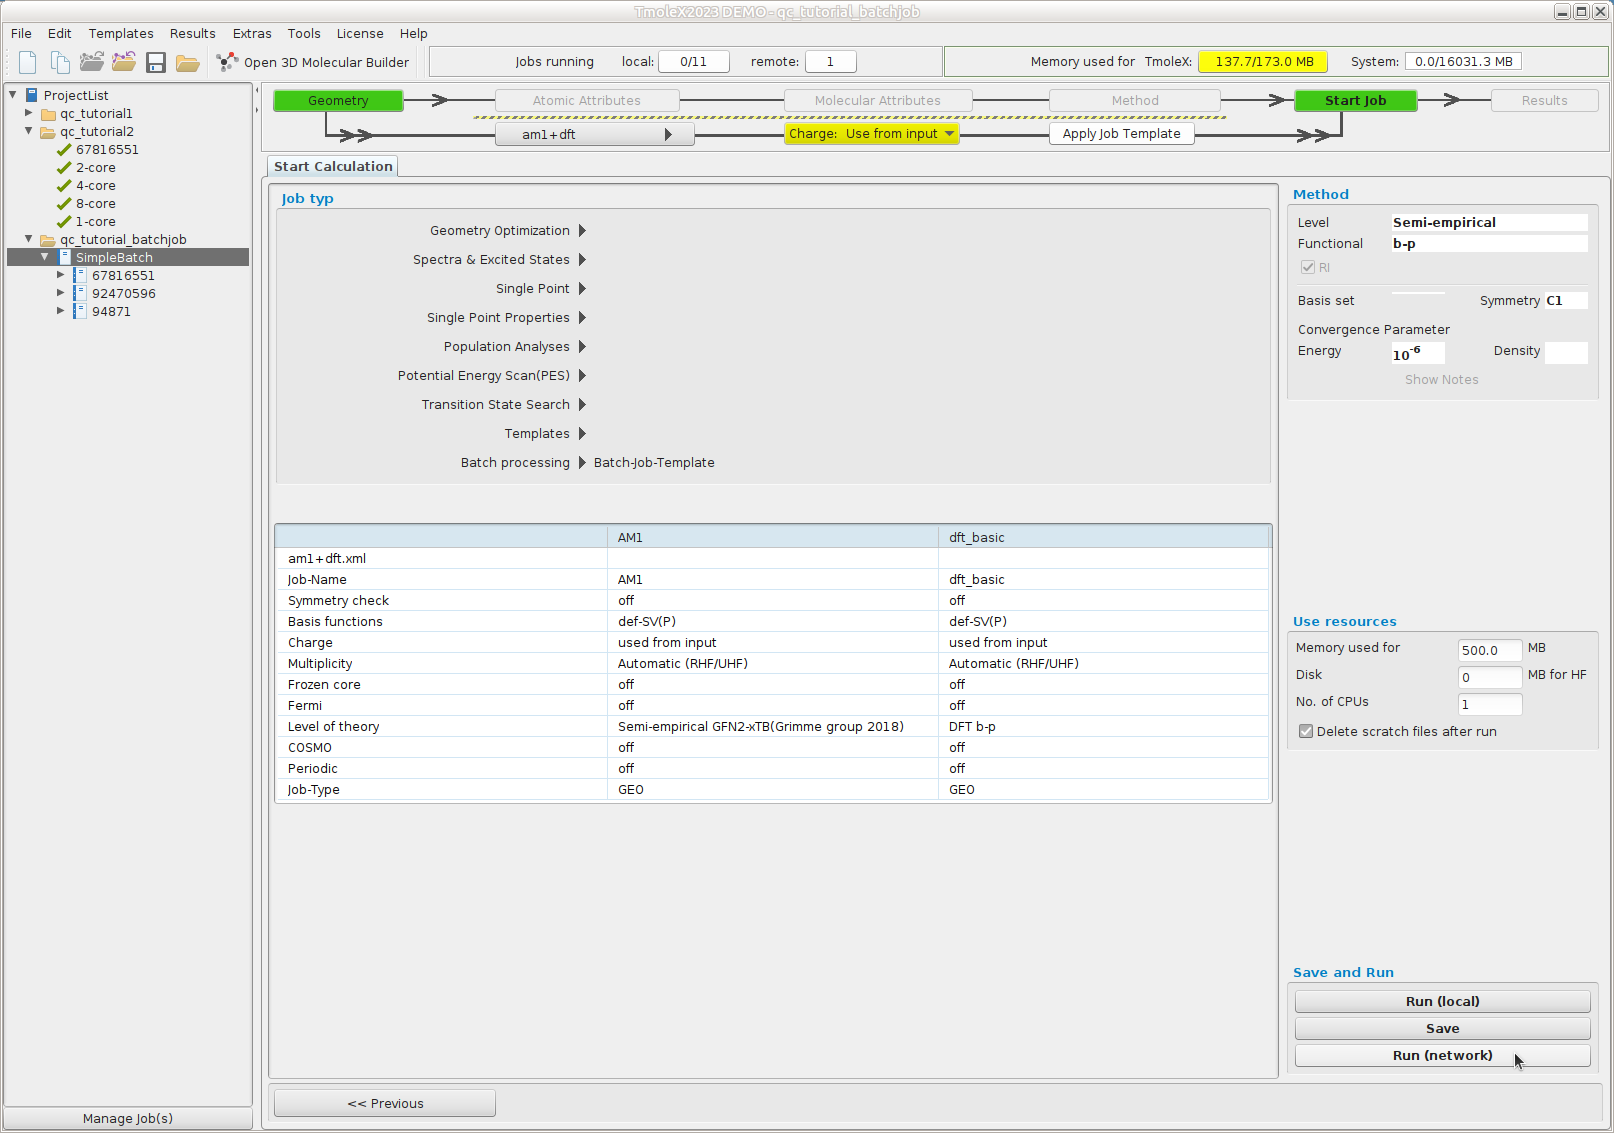 TmoleX2023 DEMO - qc_tutorial_batchjob
File Edit Templates Results Extras Tools License Help
Open 3D Molecular Builder Jobs running local: 0/11 remote: 1 Memory used for TmoleX: 137.7/173.0 MB System: 0.0/16031.3 MB
ProjectList
qc_tutorial1
qc_tutorial2
67816551
2-core
4-core
8-core
1-core
qc_tutorial_batchjob
SimpleBatch
67816551
92470596
94871
Manage Job(s)
Geometry Atomic Attributes Molecular Attributes Method Start Job Results
am1+dft Charge: Use from input Apply Job Template
Start Calculation
Job typ
Geometry Optimization
Spectra & Excited States
Single Point
Single Point Properties
Population Analyses
Potential Energy Scan(PES)
Transition State Search
Templates
Batch processing Batch-Job-Template
AM1 dft_basic
am1+dft.xml
Job-Name AM1 dft_basic
Symmetry check off off
Basis functions def-SV(P) def-SV(P)
Charge used from input used from input
Multiplicity Automatic (RHF/UHF) Automatic (RHF/UHF)
Frozen core off off
Fermi off off
Level of theory Semi-empirical GFN2-xTB(Grimme group 2018) DFT b-p
COSMO off off
Periodic off off
Job-Type GEO GEO
<< Previous
Method
Level Semi-empirical
Functional b-p
RI
Basis set Symmetry C1
Convergence Parameter
Energy 10-6 Density
Show Notes
Use resources
Memory used for 500.0 MB
Disk 0 MB for HF
No. of CPUs 1
Delete scratch files after run
Save and Run
Run (local)
Save
Run (network)